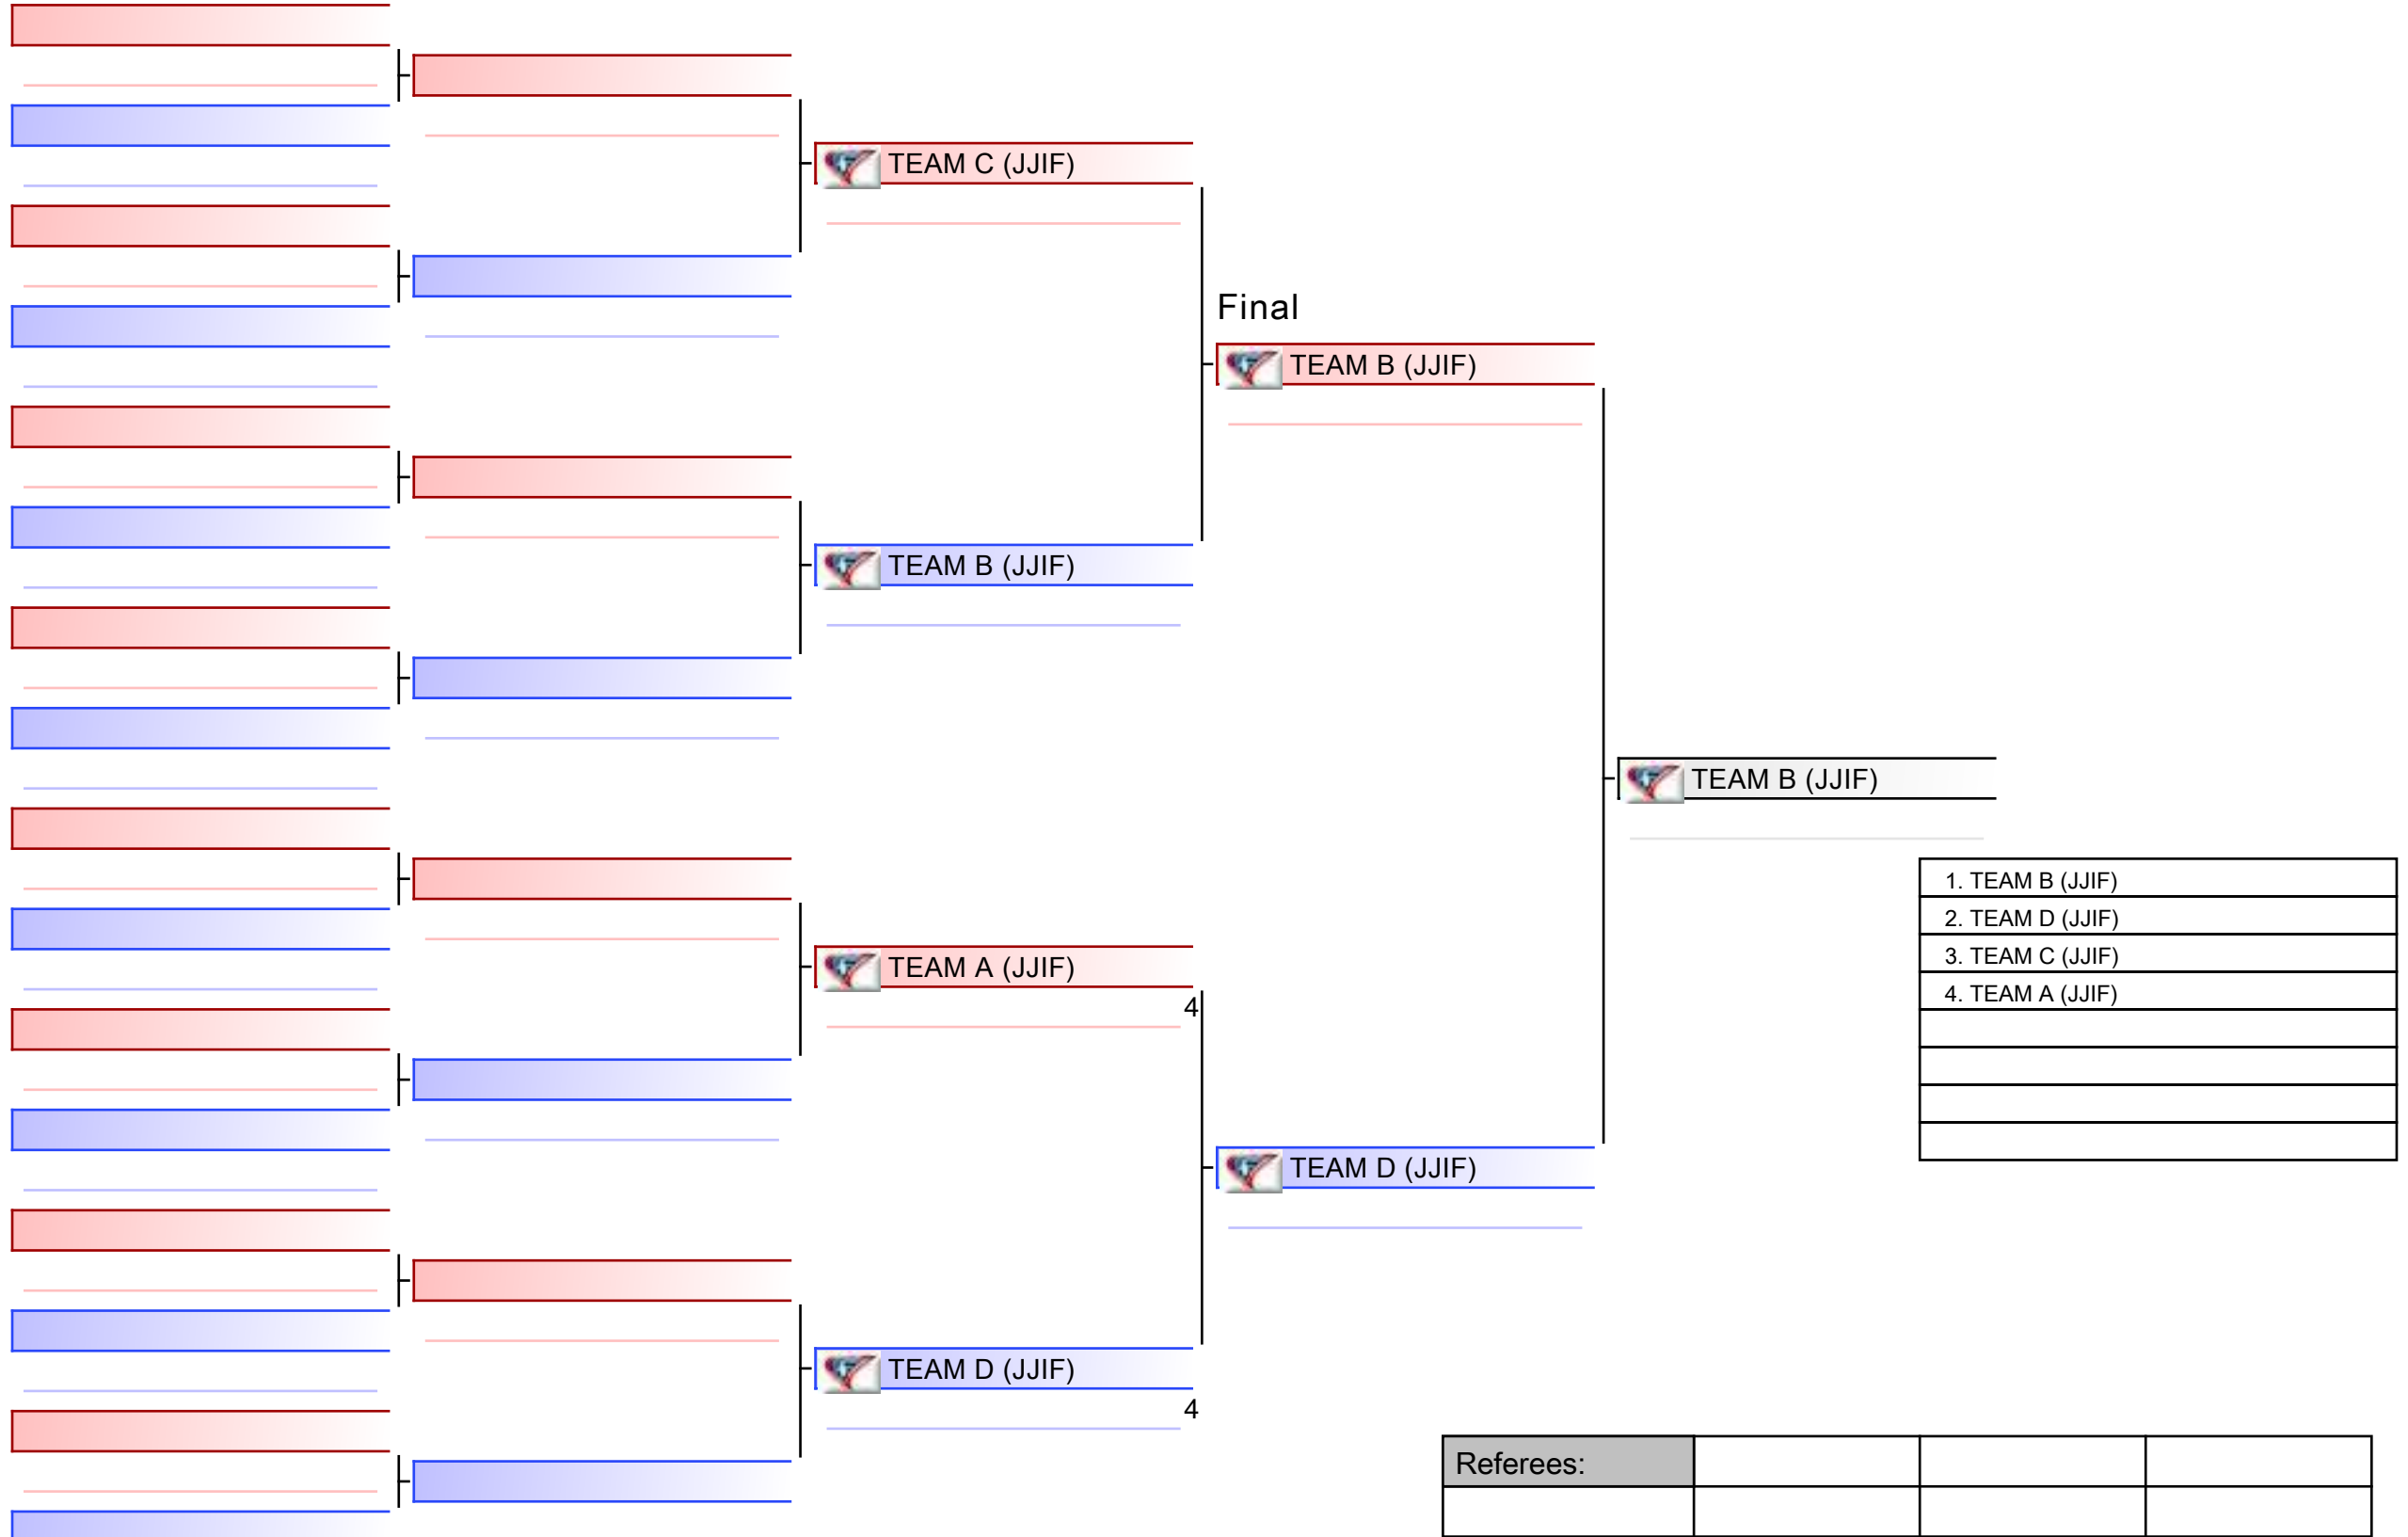 TEAM C (JJIF)
Final
TEAM B (JJIF)
TEAM B (JJIF)
TEAM B (JJIF)
1. TEAM B (JJIF)
2. TEAM D (JJIF)
3. TEAM C (JJIF)
4. TEAM A (JJIF)
TEAM A (JJIF)
4
TEAM D (JJIF)
TEAM D (JJIF)
4
Referees: